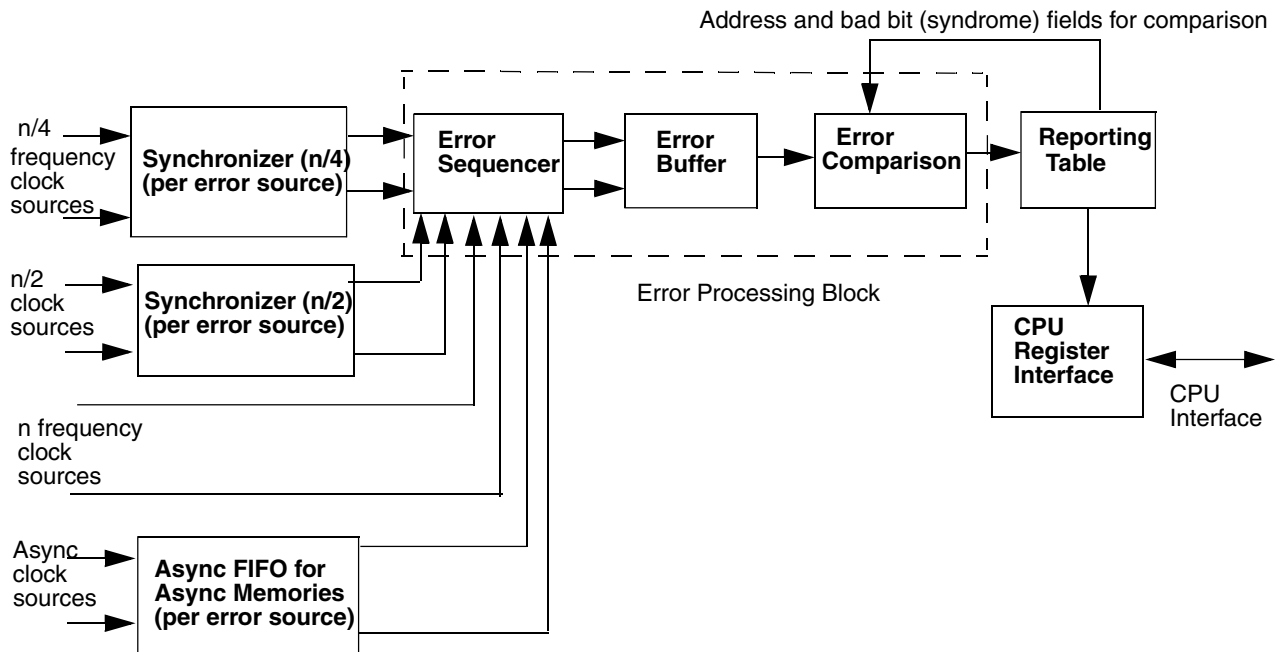 Address and bad bit (syndrome) fields for comparison
n/4
frequency
clock
sources
Synchronizer (n/4)
(per error source)
Error
Sequencer
Error
Buffer
Error
Comparison
Reporting
Table
n/2
clock
sources
Synchronizer (n/2)
(per error source)
Error Processing Block
CPU
Register
Interface
CPU
Interface
n frequency
clock
sources
Async
clock
sources
Async FIFO for
Async Memories
(per error source)